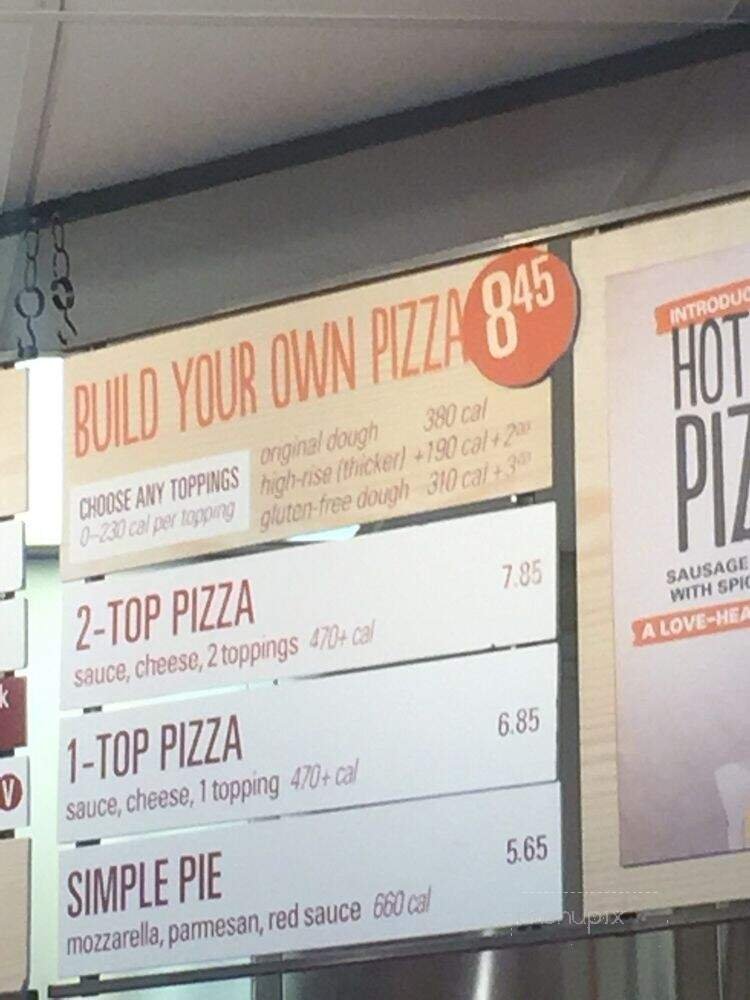 BUILD YOUR OWN PIZZA 8.45
CHOOSE ANY TOPPINGS
0–230 cal per topping
original dough 380 cal
high-rise (thicker) +190 cal +2.00
gluten-free dough 310 cal +3.00
2-TOP PIZZA 7.85
sauce, cheese, 2 toppings 470+ cal
1-TOP PIZZA 6.85
sauce, cheese, 1 topping 470+ cal
SIMPLE PIE 5.65
mozzarella, parmesan, red sauce 660 cal
k
V
INTRODUC
HOT
PIZ
SAUSAGE
WITH SPIC
A LOVE-HEA
menupix